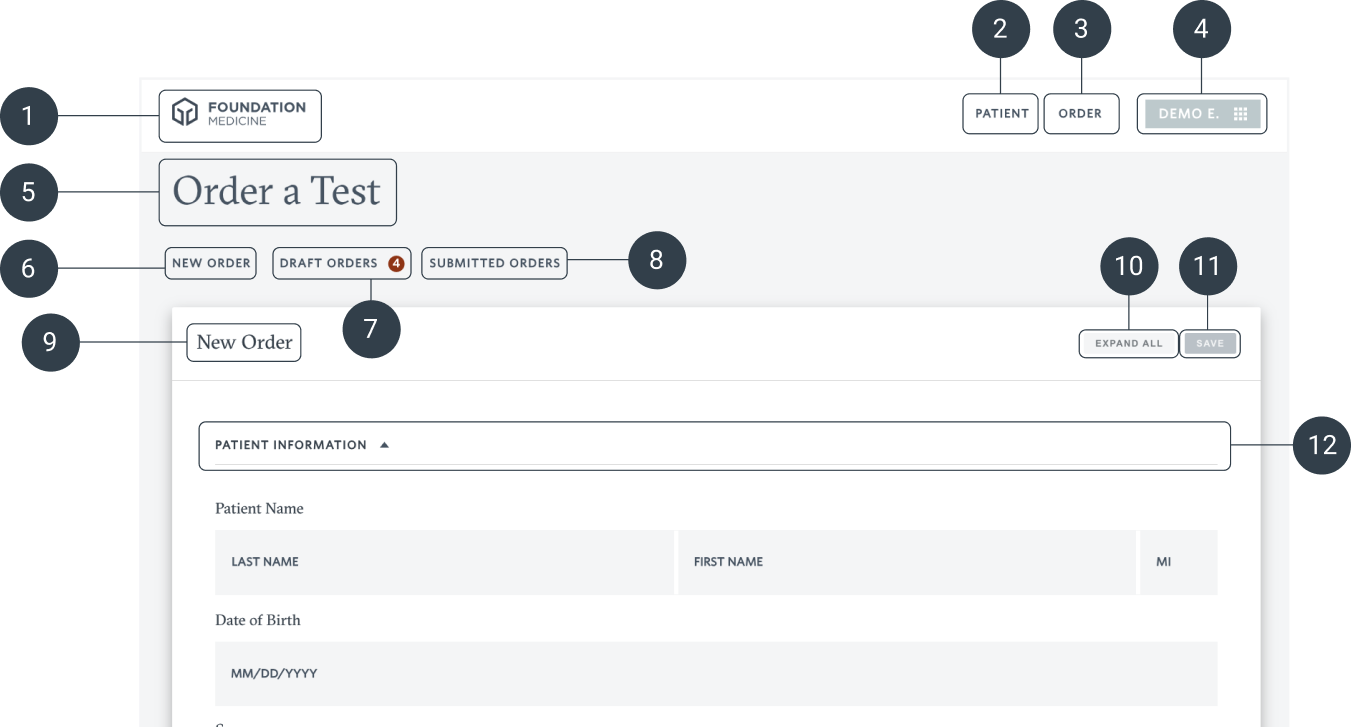 2
3
4
1
FOUNDATION
MEDICINE
PATIENT
ORDER
DEMO E.
5
Order a Test
6
NEW ORDER
DRAFT ORDERS 4
SUBMITTED ORDERS
8
10
11
7
9
New Order
EXPAND ALL
SAVE
PATIENT INFORMATION
12
Patient Name
LAST NAME
FIRST NAME
MI
Date of Birth
MM/DD/YYYY